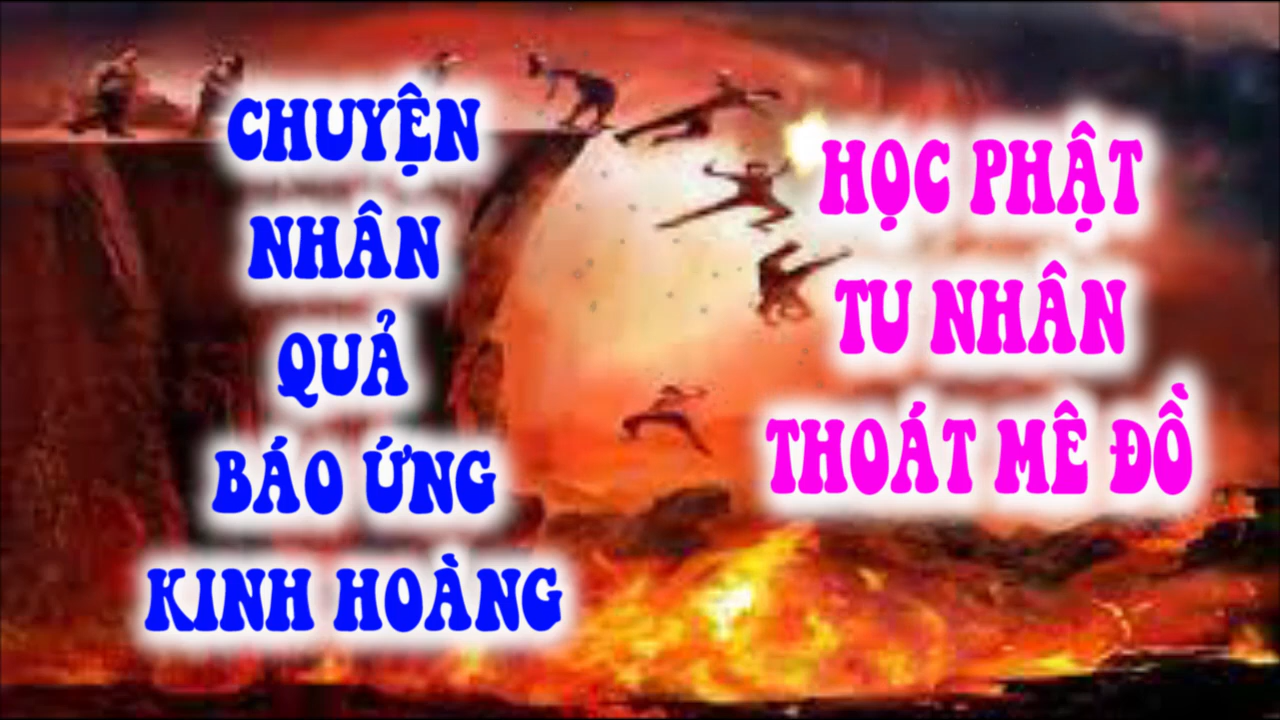 CHUYỆN
NHÂN
QUẢ
BÁO ỨNG
KINH HOÀNG
HỌC PHẬT
TU NHÂN
THOÁT MÊ ĐỒ